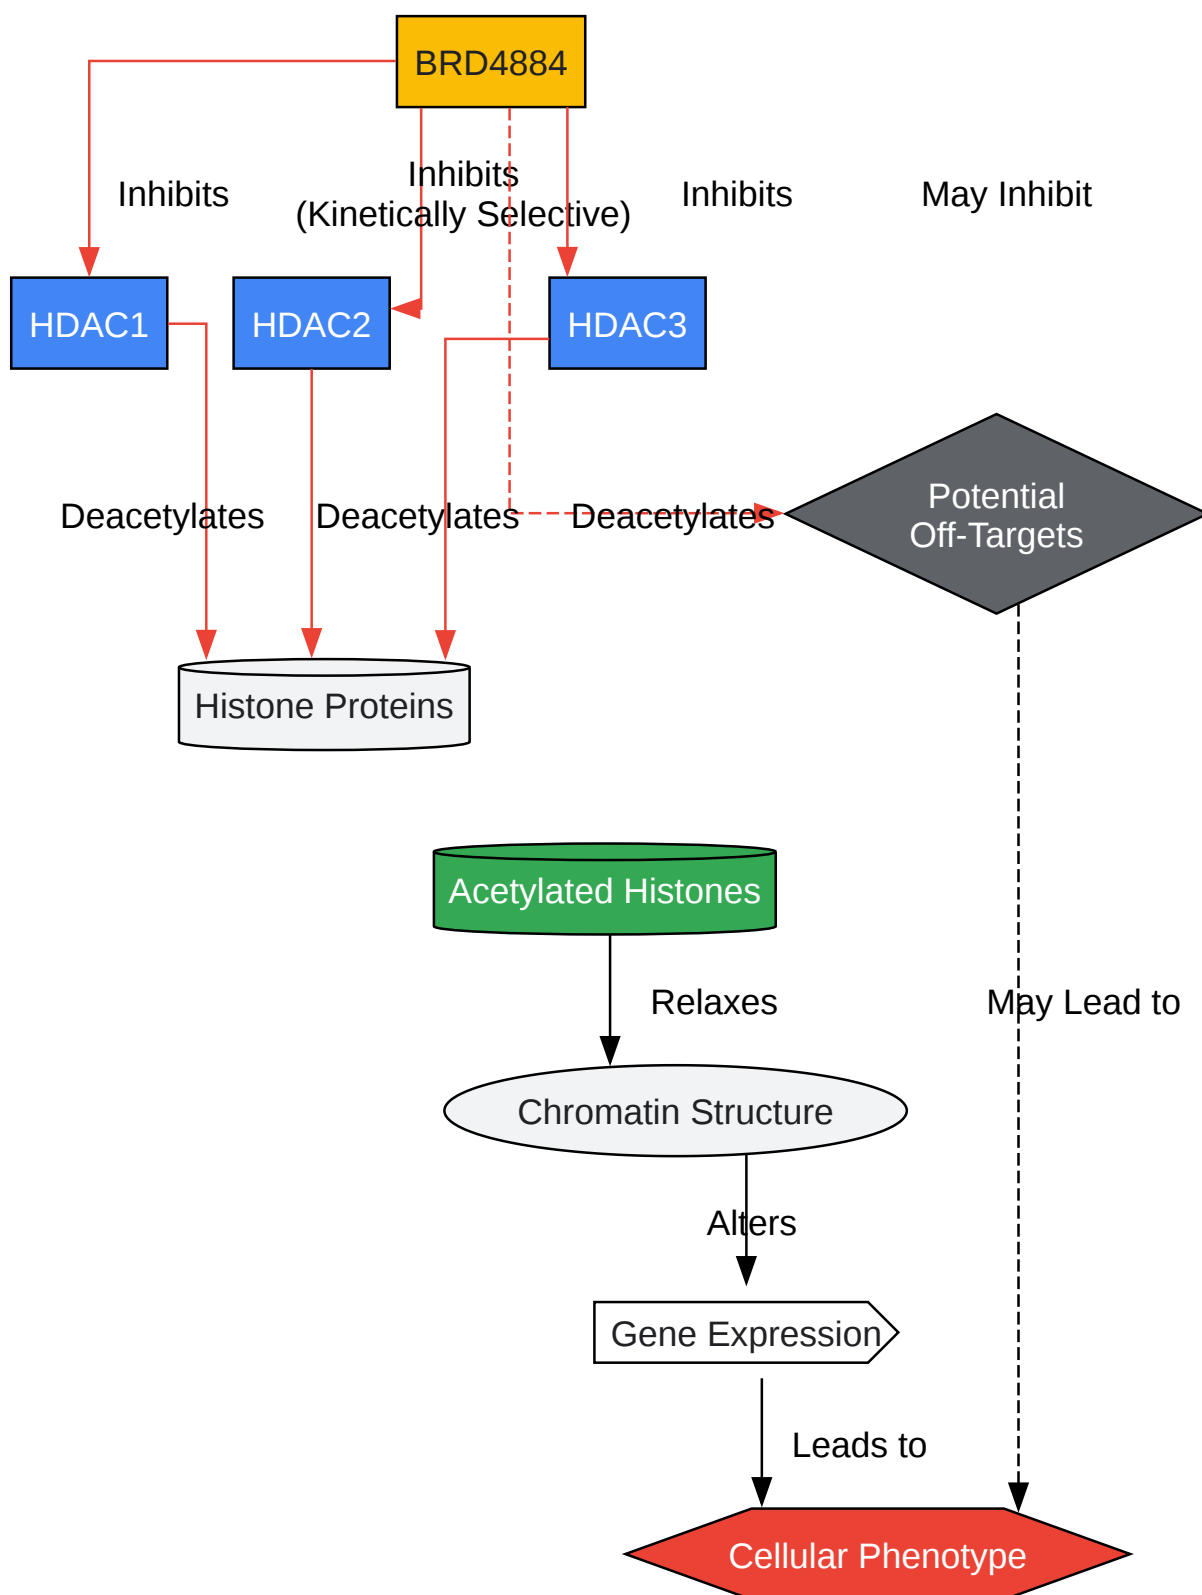 BRD4884
Inhibits
Inhibits
(Kinetically Selective)
Inhibits
May Inhibit
HDAC1
HDAC2
HDAC3
Deacetylates
Deacetylates
Deacetylates
Potential
Off-Targets
Histone Proteins
Acetylated Histones
Relaxes
May Lead to
Chromatin Structure
Alters
Gene Expression
Leads to
Cellular Phenotype